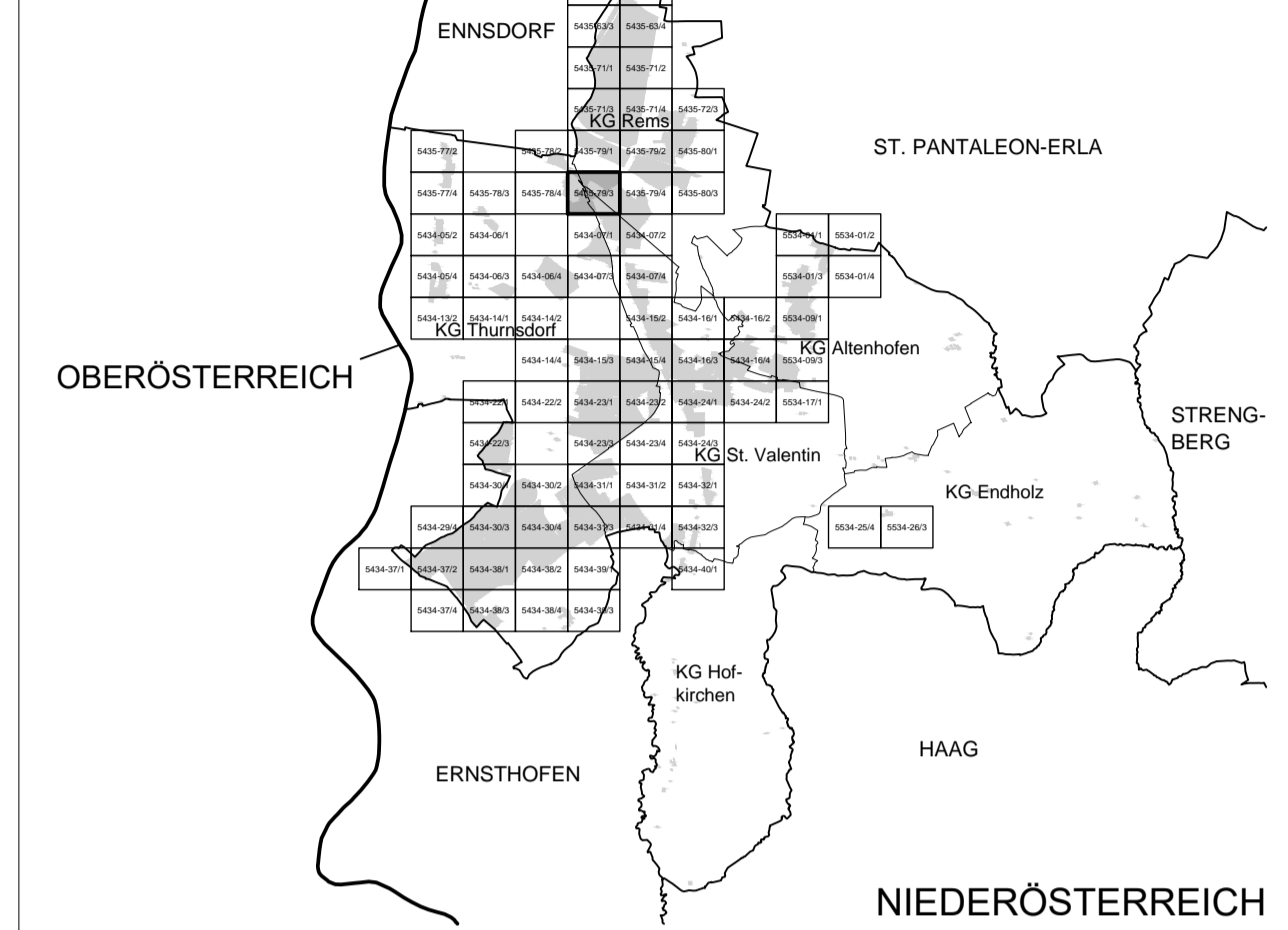 ENNSDORF
5435-63/3 5435-63/4
5435-71/1 5435-71/2
5435-71/3 5435-71/4 5435-72/3
KG Rems
ST. PANTALEON-ERLA
5435-77/2 5435-78/2 5435-79/1 5435-79/2 5435-80/1
5435-77/4 5435-78/3 5435-78/4 5435-79/3 5435-79/4 5435-80/3
5434-05/2 5434-06/1 5434-07/1 5434-07/2 5534-01/1 5534-01/2
5434-05/4 5434-06/3 5434-06/4 5434-07/3 5434-07/4 5534-01/3 5534-01/4
5434-13/2 5434-14/1 5434-14/2 5434-15/2 5434-16/1 5434-16/2 5534-09/1
KG Thurnsdorf
KG Altenhofen
5434-14/4 5434-15/3 5434-15/4 5434-16/3 5434-16/4 5534-09/3
OBERÖSTERREICH
5434-22/1 5434-22/2 5434-23/1 5434-23/2 5434-24/1 5434-24/2 5534-17/1
STRENG-
BERG
5434-22/3 5434-23/3 5434-23/4 5434-24/3
KG St. Valentin
5434-30/1 5434-30/2 5434-31/1 5434-31/2 5434-32/1
KG Endholz
5434-29/4 5434-30/3 5434-30/4 5434-31/3 5434-31/4 5434-32/3 5534-25/4 5534-26/3
5434-37/1 5434-37/2 5434-38/1 5434-38/2 5434-39/1 5434-40/1
5434-37/4 5434-38/3 5434-38/4 5434-39/3
KG Hof-
kirchen
HAAG
ERNSTHOFEN
NIEDERÖSTERREICH